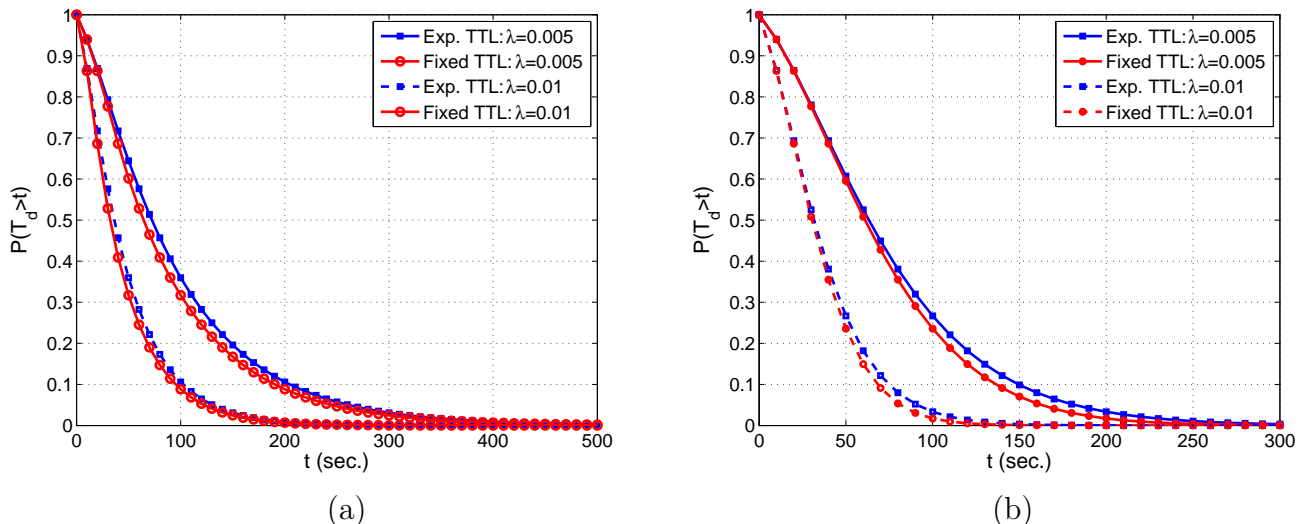 1
0.9
0.8
0.7
0.6
0.5
0.4
0.3
0.2
0.1
0
P(T_d>t)
Exp. TTL: λ=0.005
Fixed TTL: λ=0.005
Exp. TTL: λ=0.01
Fixed TTL: λ=0.01
0 100 200 300 400 500
t (sec.)
(a)
1
0.9
0.8
0.7
0.6
0.5
0.4
0.3
0.2
0.1
0
P(T_d>t)
Exp. TTL: λ=0.005
Fixed TTL: λ=0.005
Exp. TTL: λ=0.01
Fixed TTL: λ=0.01
0 50 100 150 200 250 300
t (sec.)
(b)